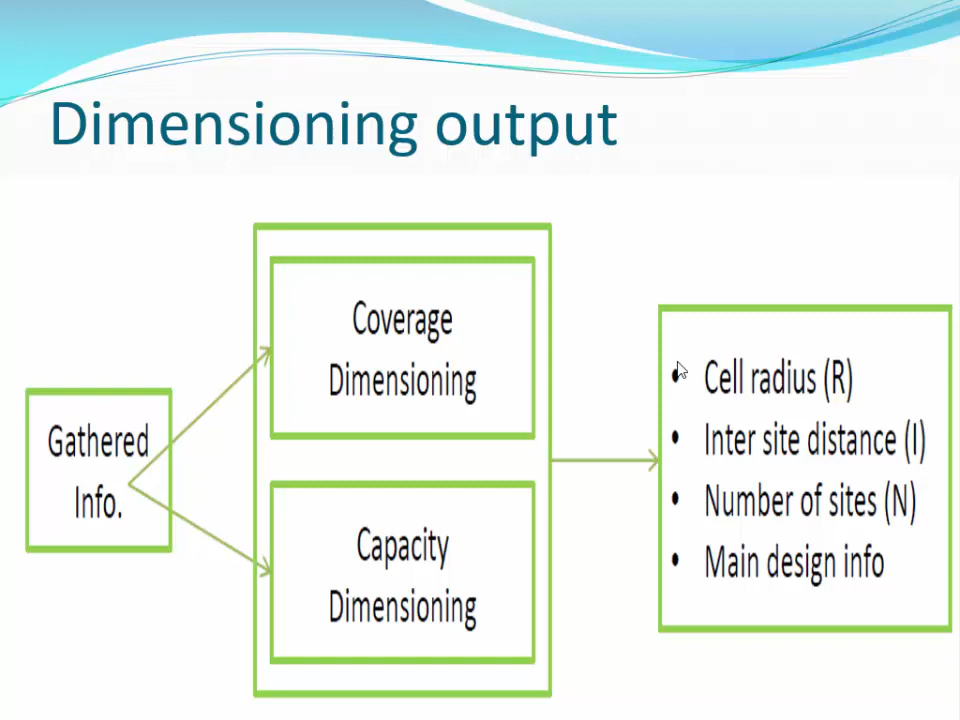 Dimensioning output
Gathered
Info.
Coverage
Dimensioning
Capacity
Dimensioning
• Cell radius (R)
• Inter site distance (I)
• Number of sites (N)
• Main design info